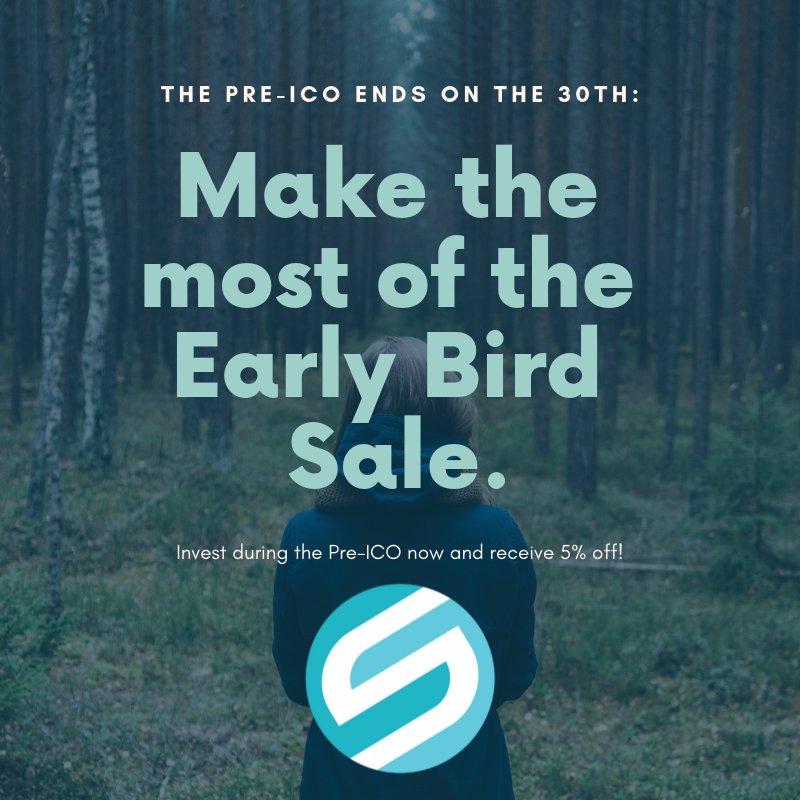 THE PRE-ICO ENDS ON THE 30TH:
Make the
most of the
Early Bird
Sale.
Invest during the Pre-ICO now and receive 5% off!